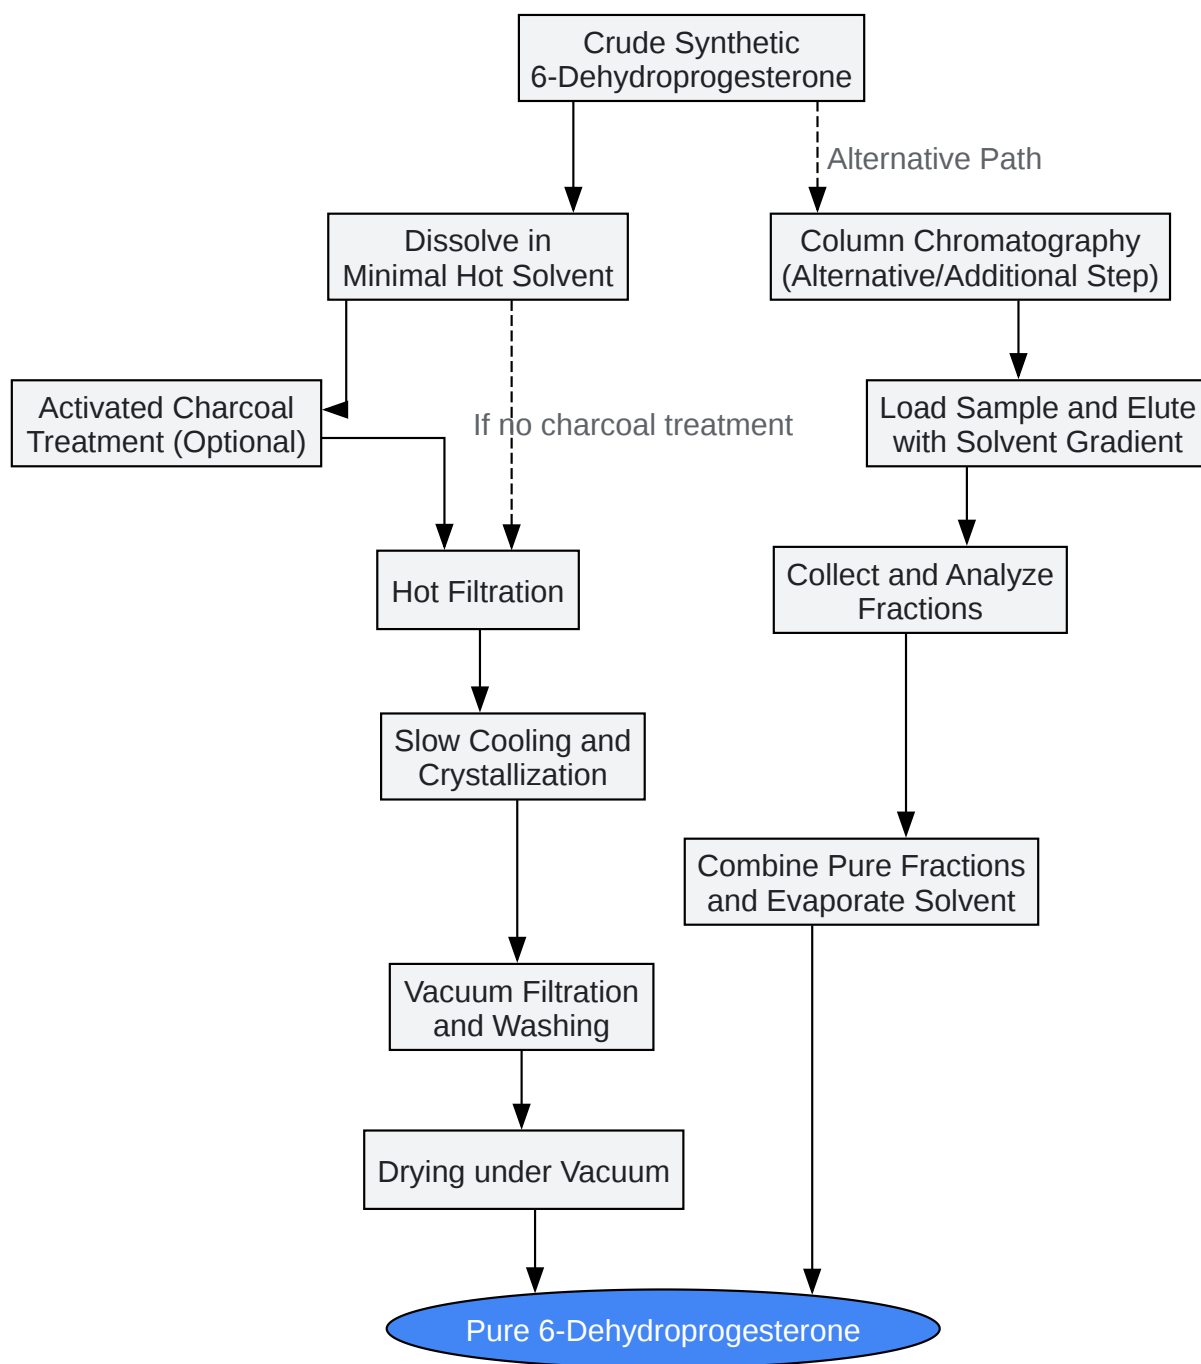 Crude Synthetic
6-Dehydroprogesterone
Alternative Path
Dissolve in
Minimal Hot Solvent
Column Chromatography
(Alternative/Additional Step)
Activated Charcoal
Treatment (Optional)
If no charcoal treatment
Load Sample and Elute
with Solvent Gradient
Hot Filtration
Collect and Analyze
Fractions
Slow Cooling and
Crystallization
Combine Pure Fractions
and Evaporate Solvent
Vacuum Filtration
and Washing
Drying under Vacuum
Pure 6-Dehydroprogesterone